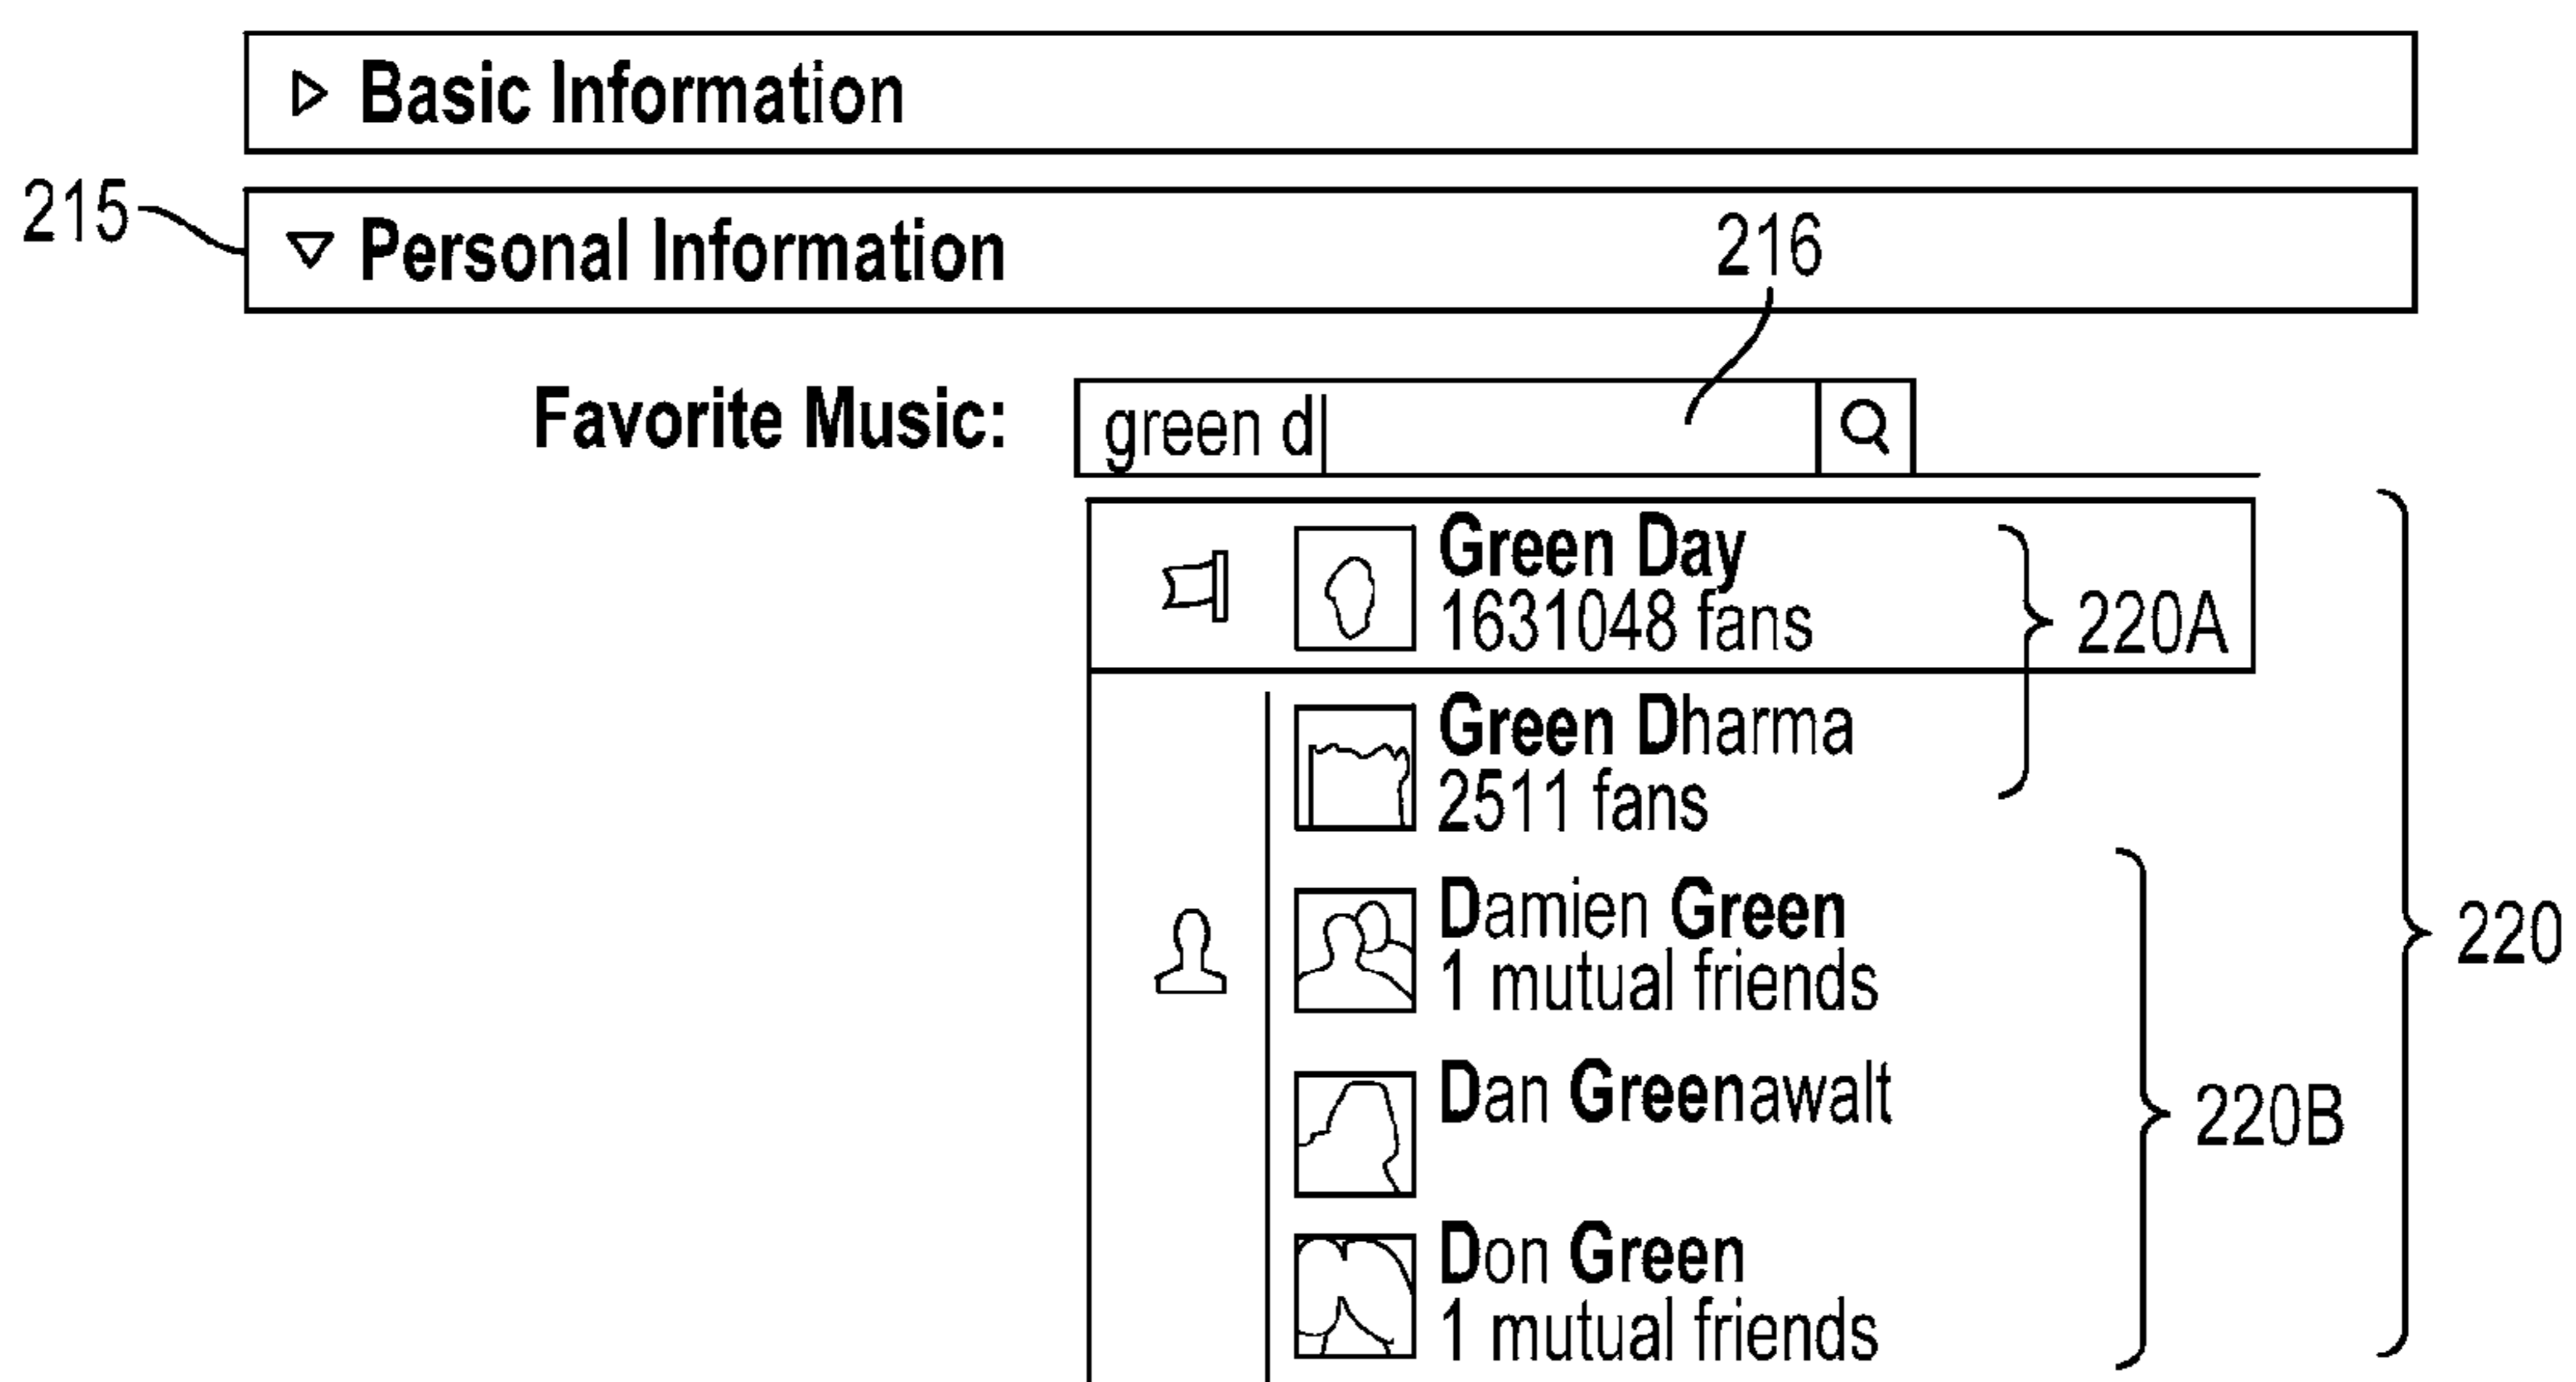 Basic Information
215
Personal Information
216
Favorite Music:
green d
Green Day
1631048 fans
220A
Green Dharma
2511 fans
Damien Green
1 mutual friends
220
Dan Greenawalt
220B
Don Green
1 mutual friends